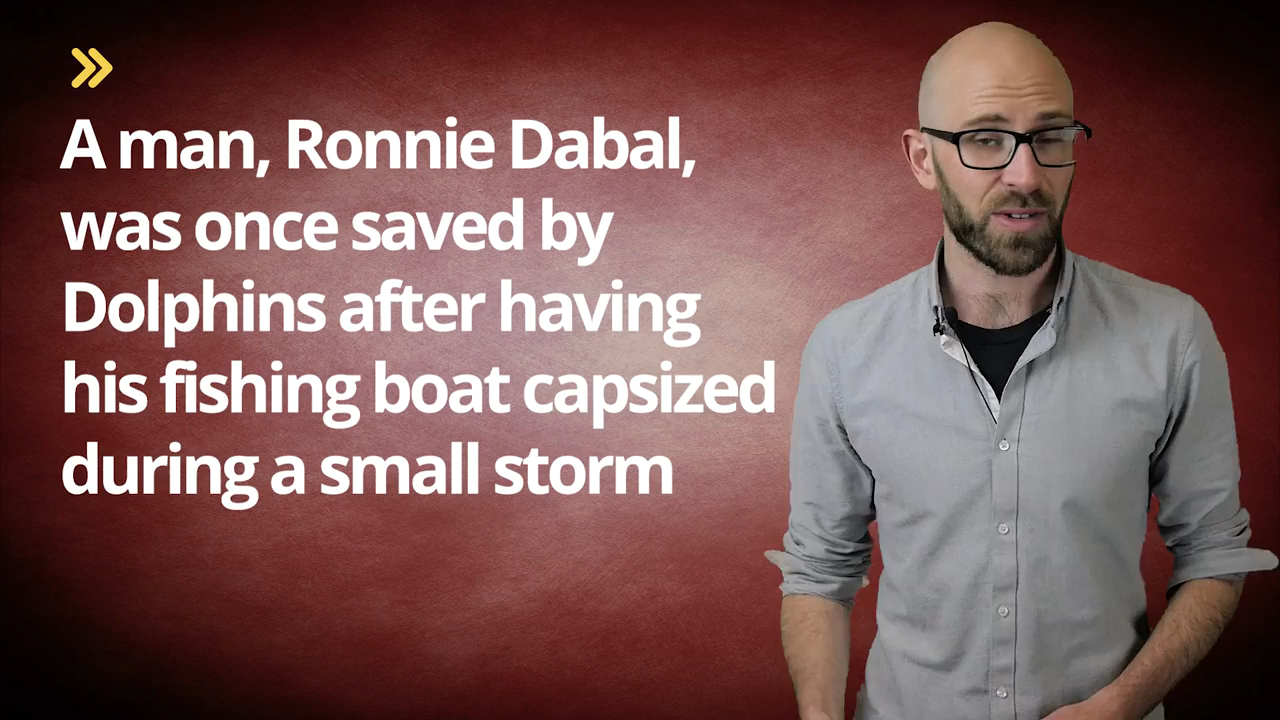 A man, Ronnie Dabal,
was once saved by
Dolphins after having
his fishing boat capsized
during a small storm